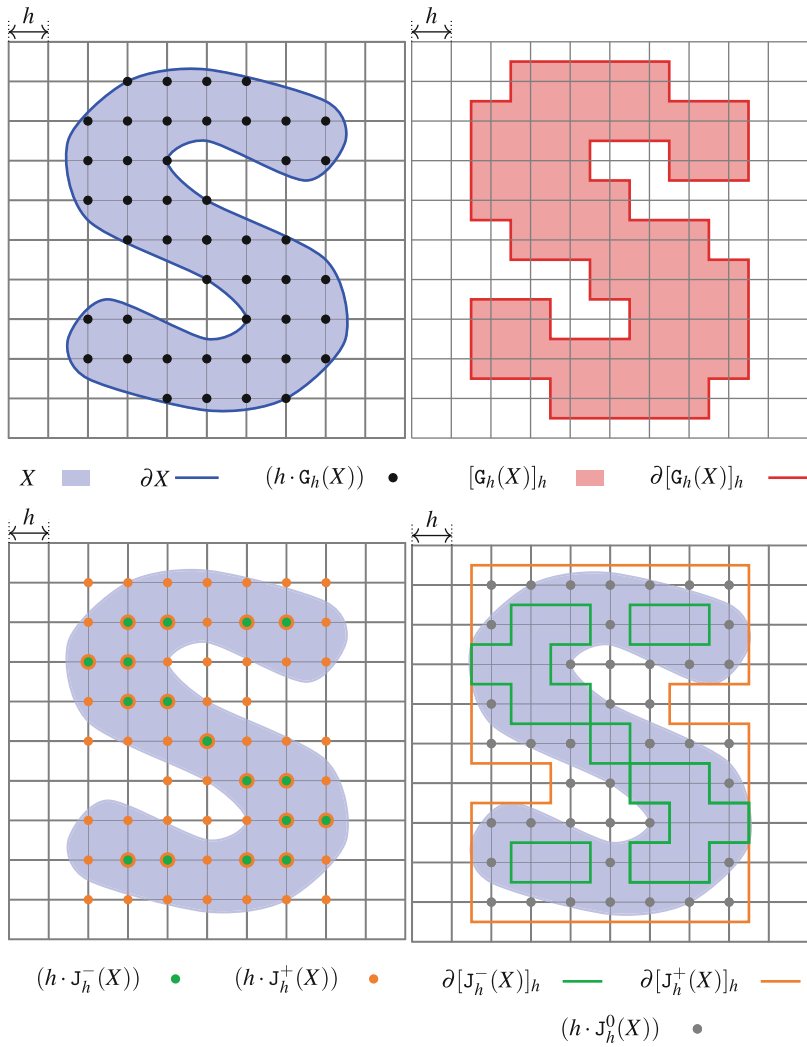 h h
X ∂X (h · G_h(X)) [G_h(X)]_h ∂[G_h(X)]_h
h h
(h · J_h^-(X)) (h · J_h^+(X)) ∂[J_h^-(X)]_h ∂[J_h^+(X)]_h
(h · J_h^0(X))